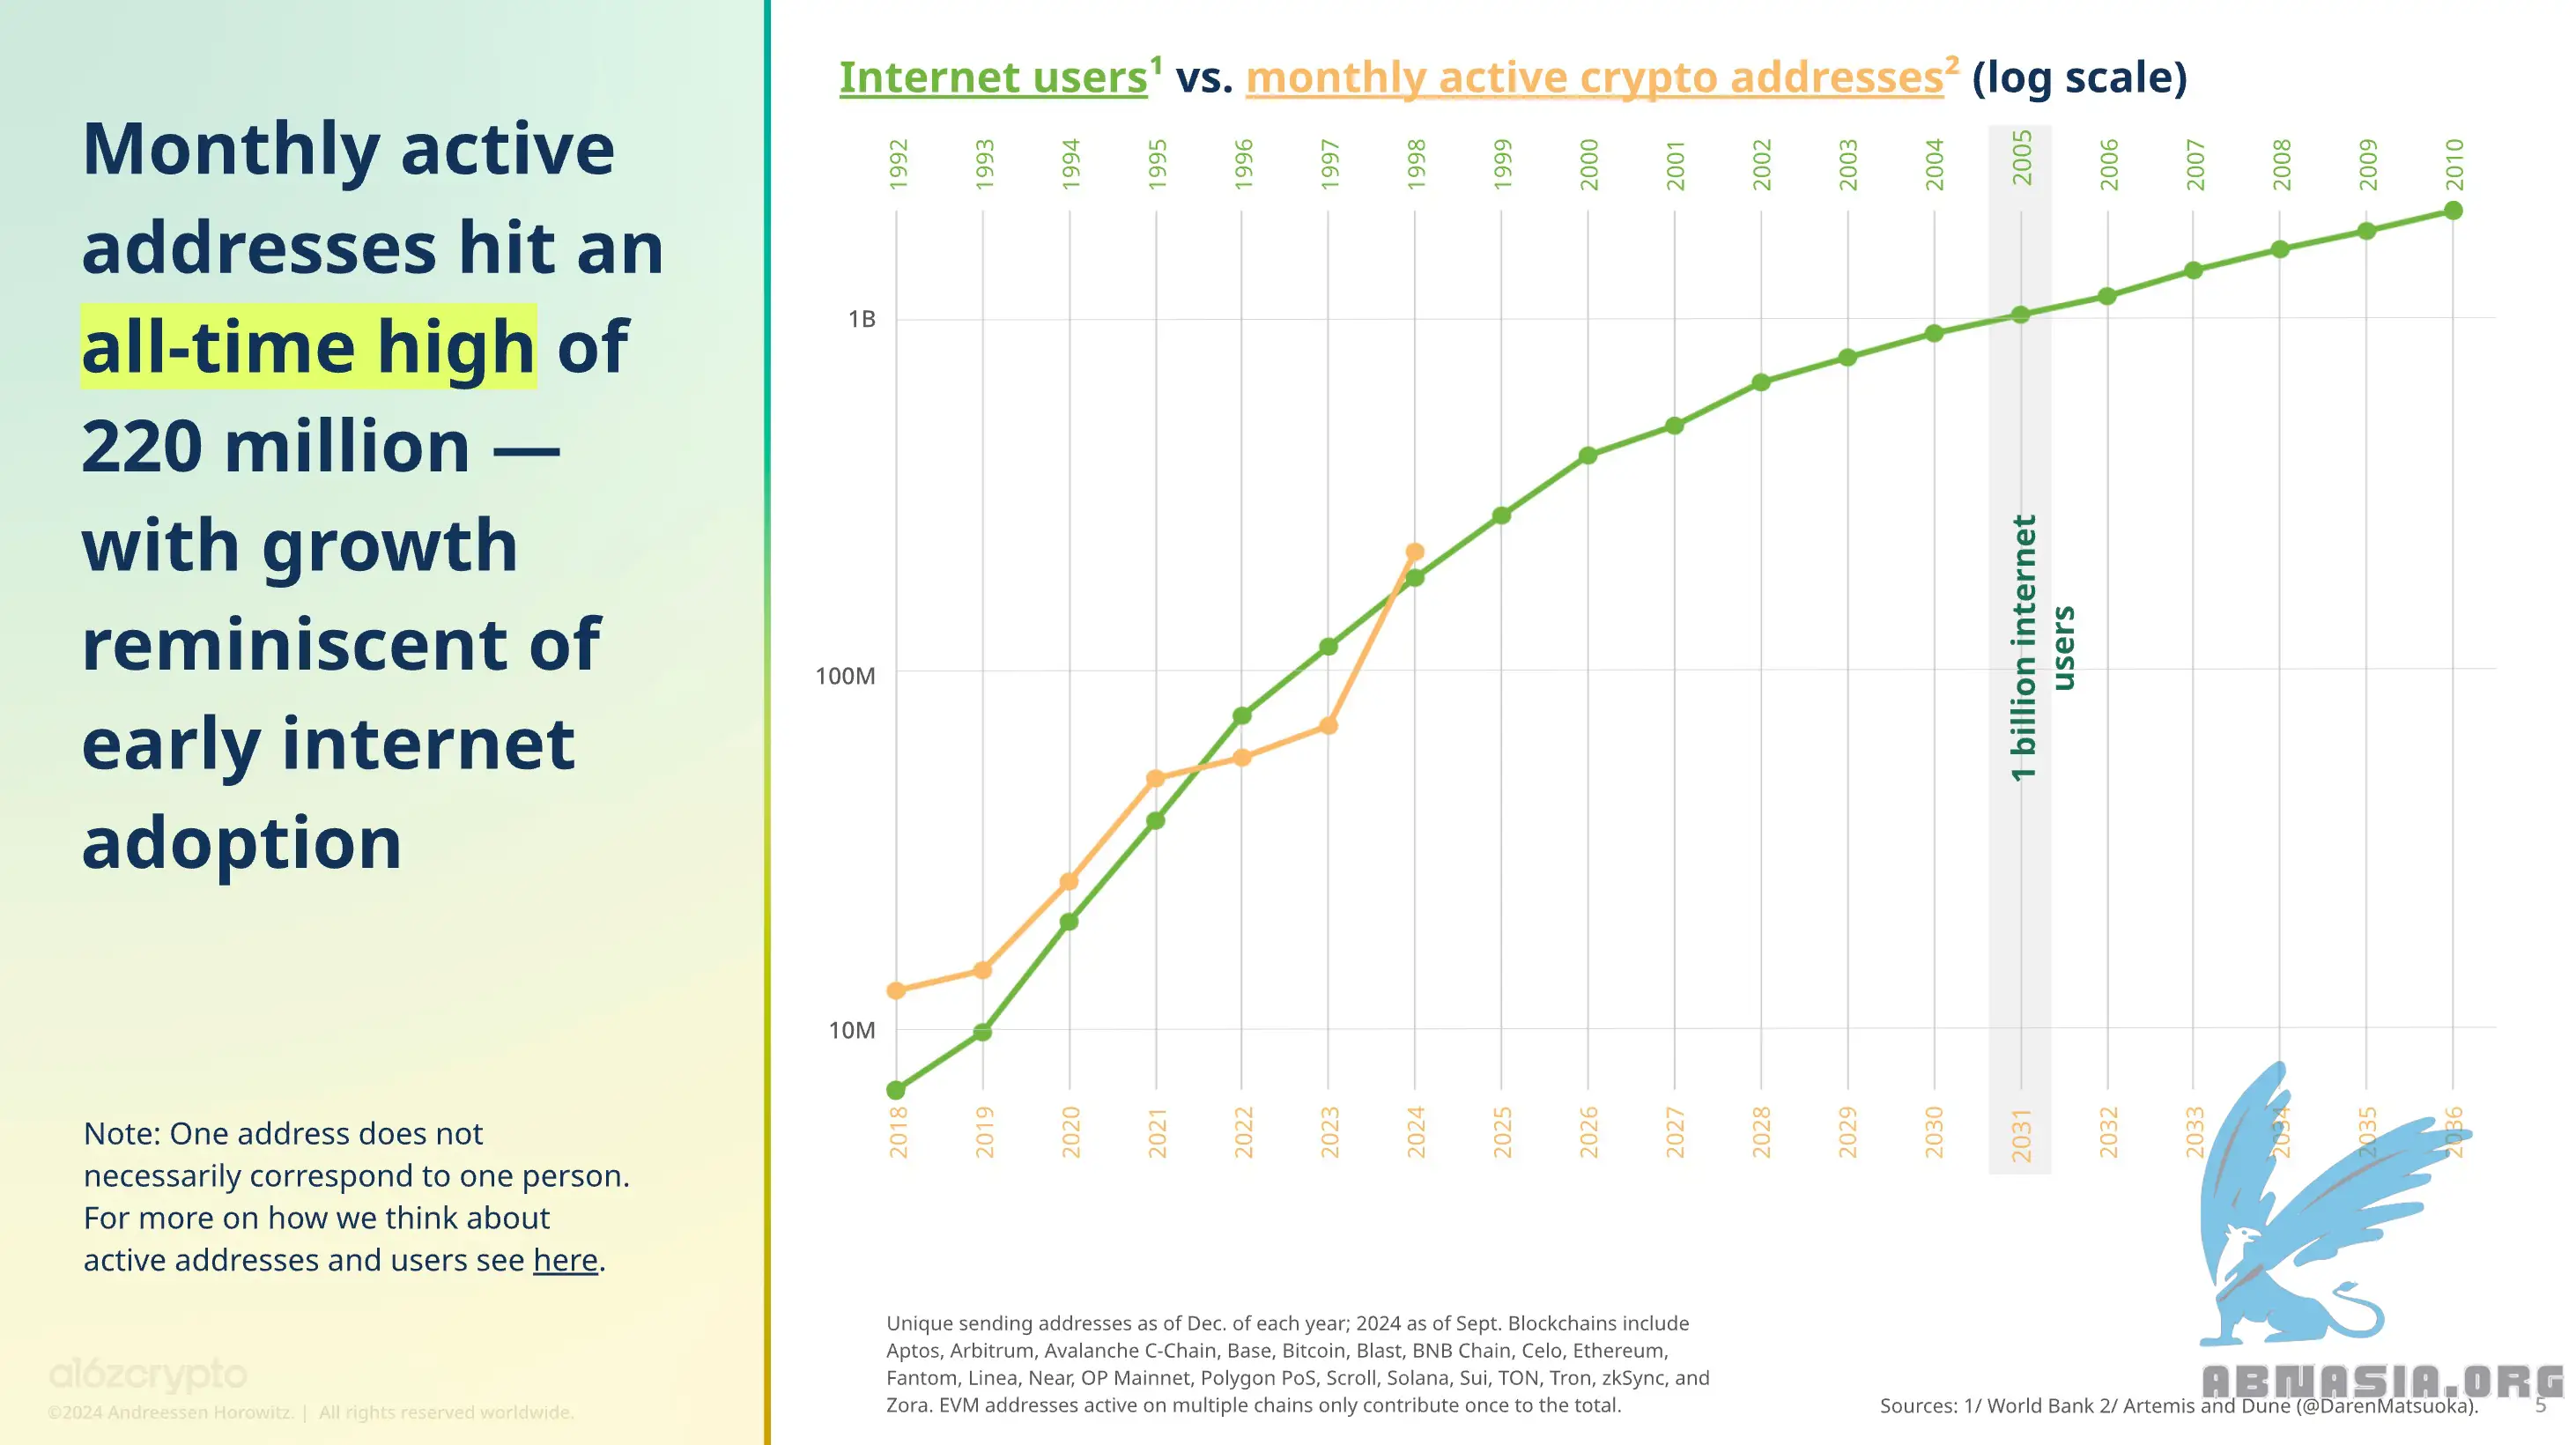 Monthly active
addresses hit an
all-time high of
220 million —
with growth
reminiscent of
early internet
adoption
Note: One address does not
necessarily correspond to one person.
For more on how we think about
active addresses and users see here.
a16zcrypto
©2024 Andreessen Horowitz. | All rights reserved worldwide.
Internet users¹ vs. monthly active crypto addresses² (log scale)
1992 1993 1994 1995 1996 1997 1998 1999 2000 2001 2002 2003 2004 2005 2006 2007 2008 2009 2010
1B
100M
10M
1 billion internet
users
2018 2019 2020 2021 2022 2023 2024 2025 2026 2027 2028 2029 2030 2031 2032 2033 2034 2035 2036
Unique sending addresses as of Dec. of each year; 2024 as of Sept. Blockchains include
Aptos, Arbitrum, Avalanche C-Chain, Base, Bitcoin, Blast, BNB Chain, Celo, Ethereum,
Fantom, Linea, Near, OP Mainnet, Polygon PoS, Scroll, Solana, Sui, TON, Tron, zkSync, and
Zora. EVM addresses active on multiple chains only contribute once to the total.
ABNASIA.ORG
Sources: 1/ World Bank 2/ Artemis and Dune (@DarenMatsuoka).
5